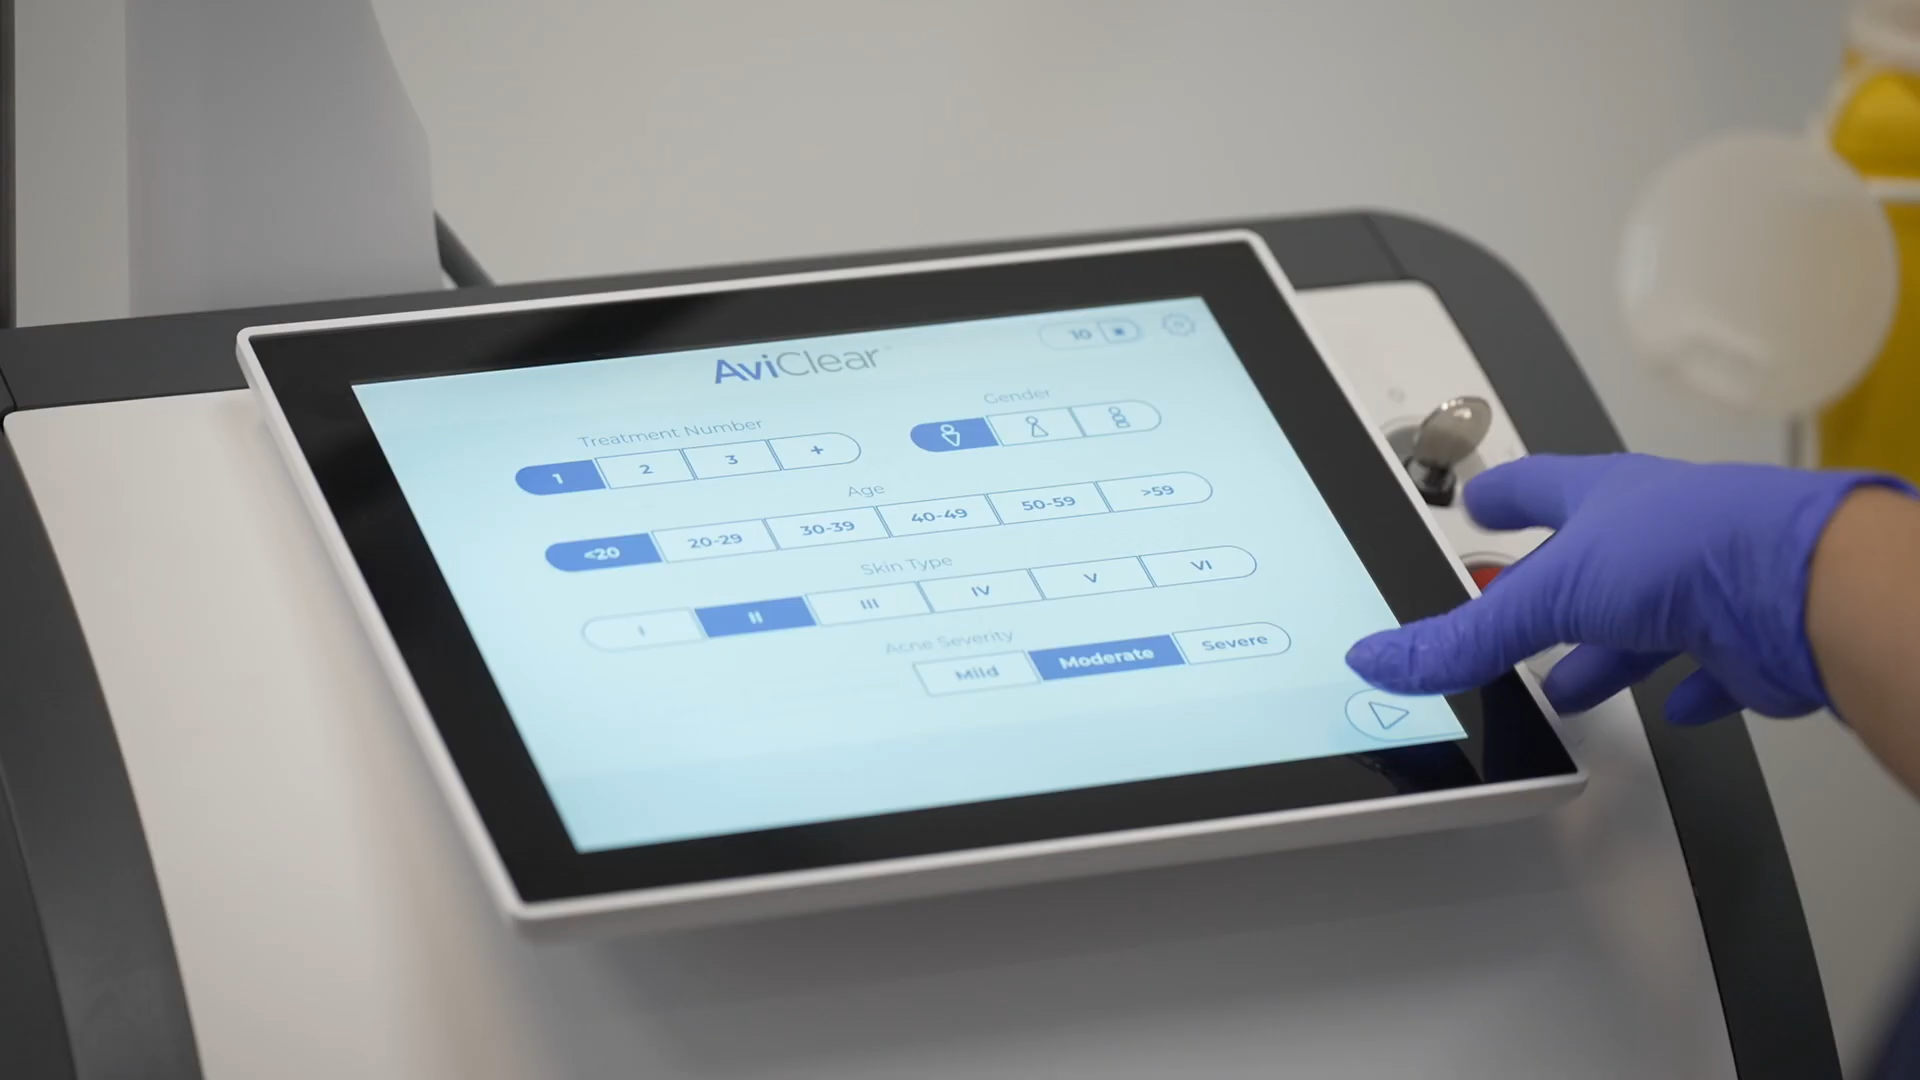 AviClear™
10
Treatment Number
1 2 3 +
Gender
Age
<20 20-29 30-39 40-49 50-59 >59
Skin Type
I II III IV V VI
Acne Severity
Mild Moderate Severe